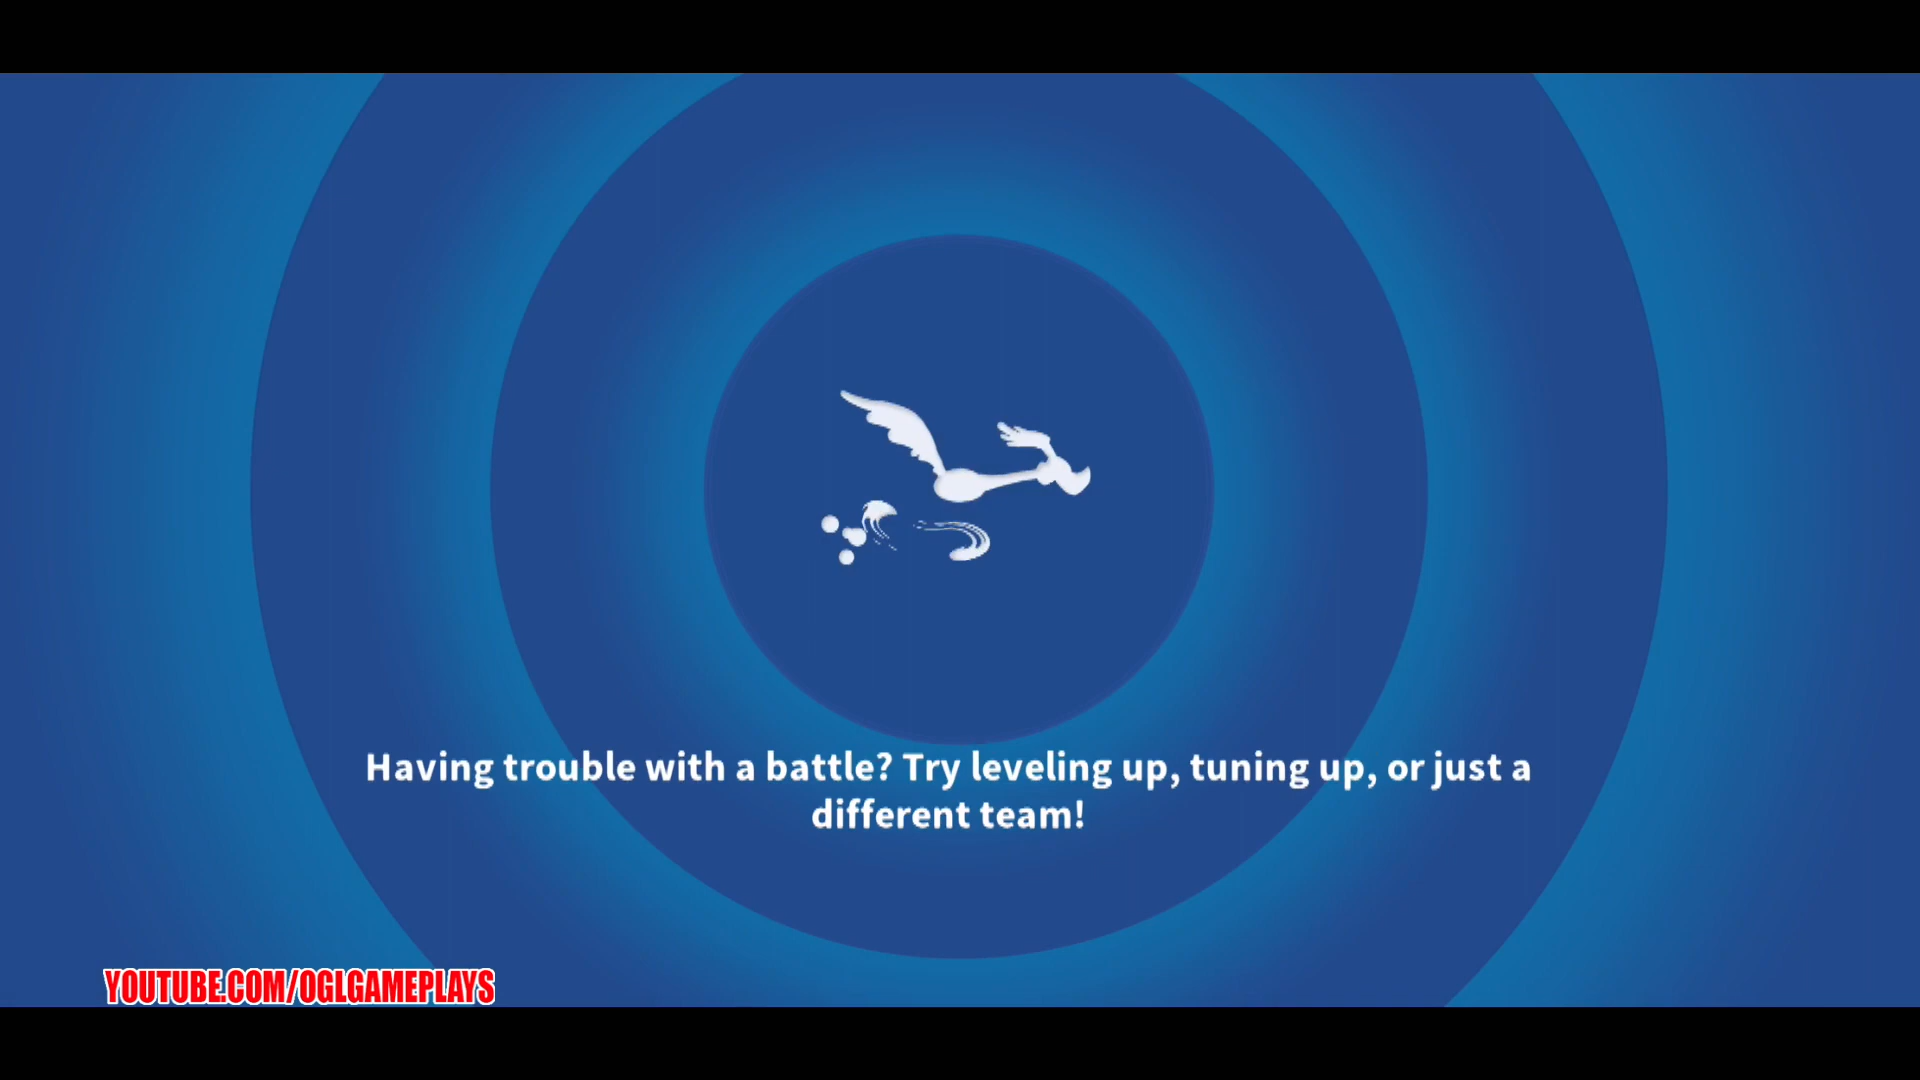 Having trouble with a battle? Try leveling up, tuning up, or just a
different team!
YOUTUBE.COM/OGLGAMEPLAYS